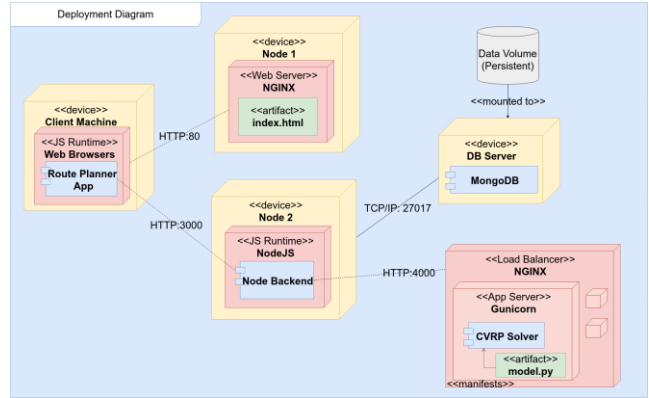 Deployment Diagram
<<device>>
Node 1
<<Web Server>>
NGINX
<<artifact>>
index.html
Data Volume
(Persistent)
<<mounted to>>
<<device>>
Client Machine
<<JS Runtime>>
Web Browsers
Route Planner
App
HTTP:80
<<device>>
DB Server
MongoDB
HTTP:3000
TCP/IP: 27017
<<device>>
Node 2
<<JS Runtime>>
NodeJS
Node Backend
HTTP:4000
<<Load Balancer>>
NGINX
<<App Server>>
Gunicorn
CVRP Solver
<<artifact>>
model.py
<<manifests>>